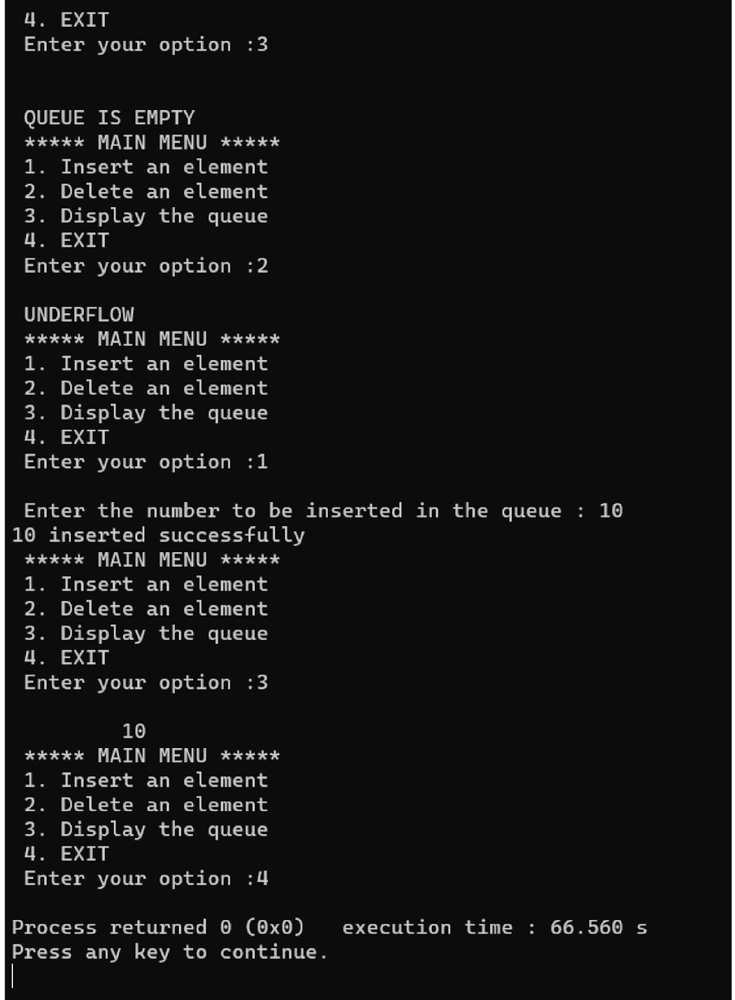 4. EXIT
Enter your option :3
QUEUE IS EMPTY
***** MAIN MENU *****
1. Insert an element
2. Delete an element
3. Display the queue
4. EXIT
Enter your option :2
UNDERFLOW
***** MAIN MENU *****
1. Insert an element
2. Delete an element
3. Display the queue
4. EXIT
Enter your option :1
Enter the number to be inserted in the queue : 10
10 inserted successfully
***** MAIN MENU *****
1. Insert an element
2. Delete an element
3. Display the queue
4. EXIT
Enter your option :3
10
***** MAIN MENU *****
1. Insert an element
2. Delete an element
3. Display the queue
4. EXIT
Enter your option :4
Process returned 0 (0x0)   execution time : 66.560 s
Press any key to continue.